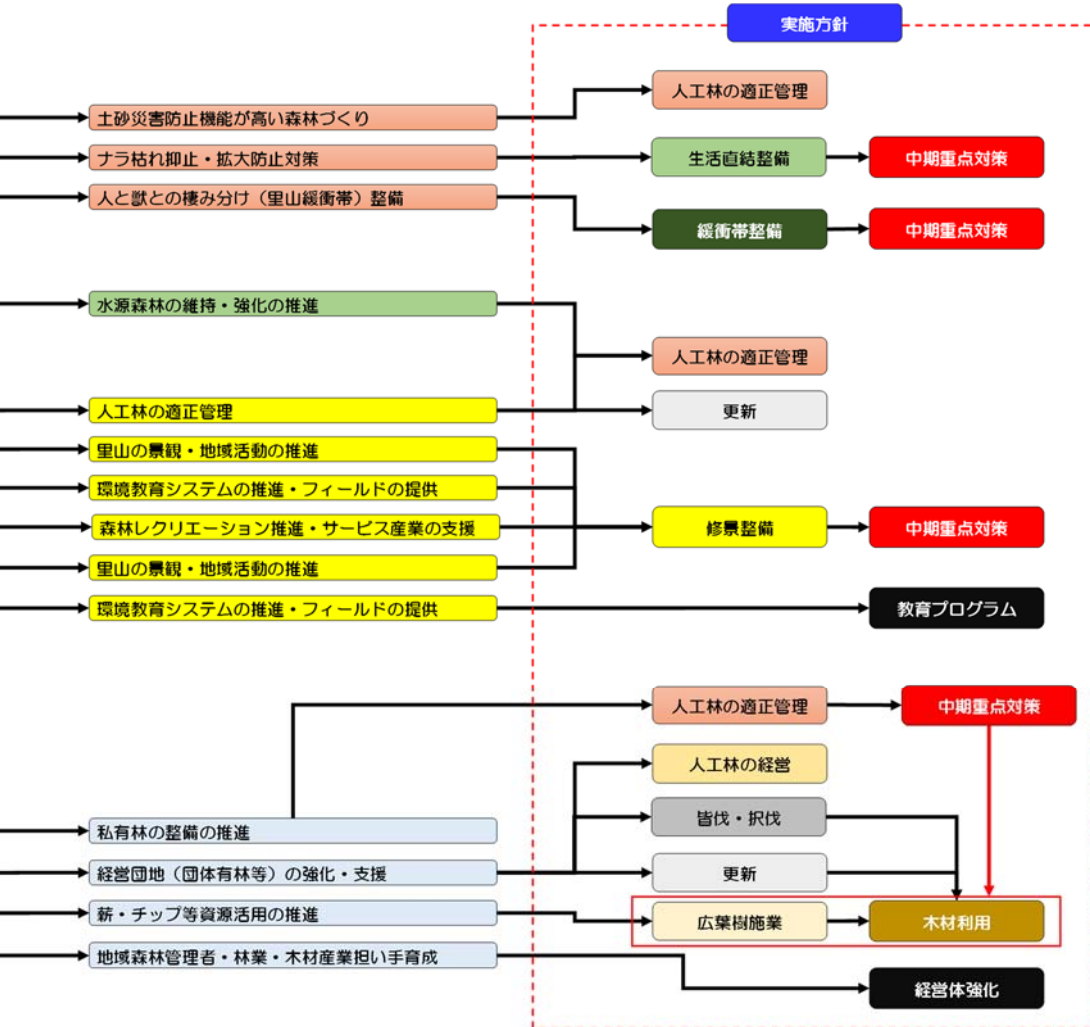 実施方針
人工林の適正管理
土砂災害防止機能が高い森林づくり
ナラ枯れ抑止・拡大防止対策
生活直結整備
中期重点対策
人と獣との棲み分け（里山緩衝帯）整備
緩衝帯整備
中期重点対策
水源森林の維持・強化の推進
人工林の適正管理
人工林の適正管理
更新
里山の景観・地域活動の推進
環境教育システムの推進・フィールドの提供
森林レクリエーション推進・サービス産業の支援
修景整備
中期重点対策
里山の景観・地域活動の推進
環境教育システムの推進・フィールドの提供
教育プログラム
人工林の適正管理
中期重点対策
人工林の経営
皆伐・択伐
私有林の整備の推進
経営団地（団体有林等）の強化・支援
更新
薪・チップ等資源活用の推進
広葉樹施業
木材利用
地域森林管理者・林業・木材産業担い手育成
経営体強化